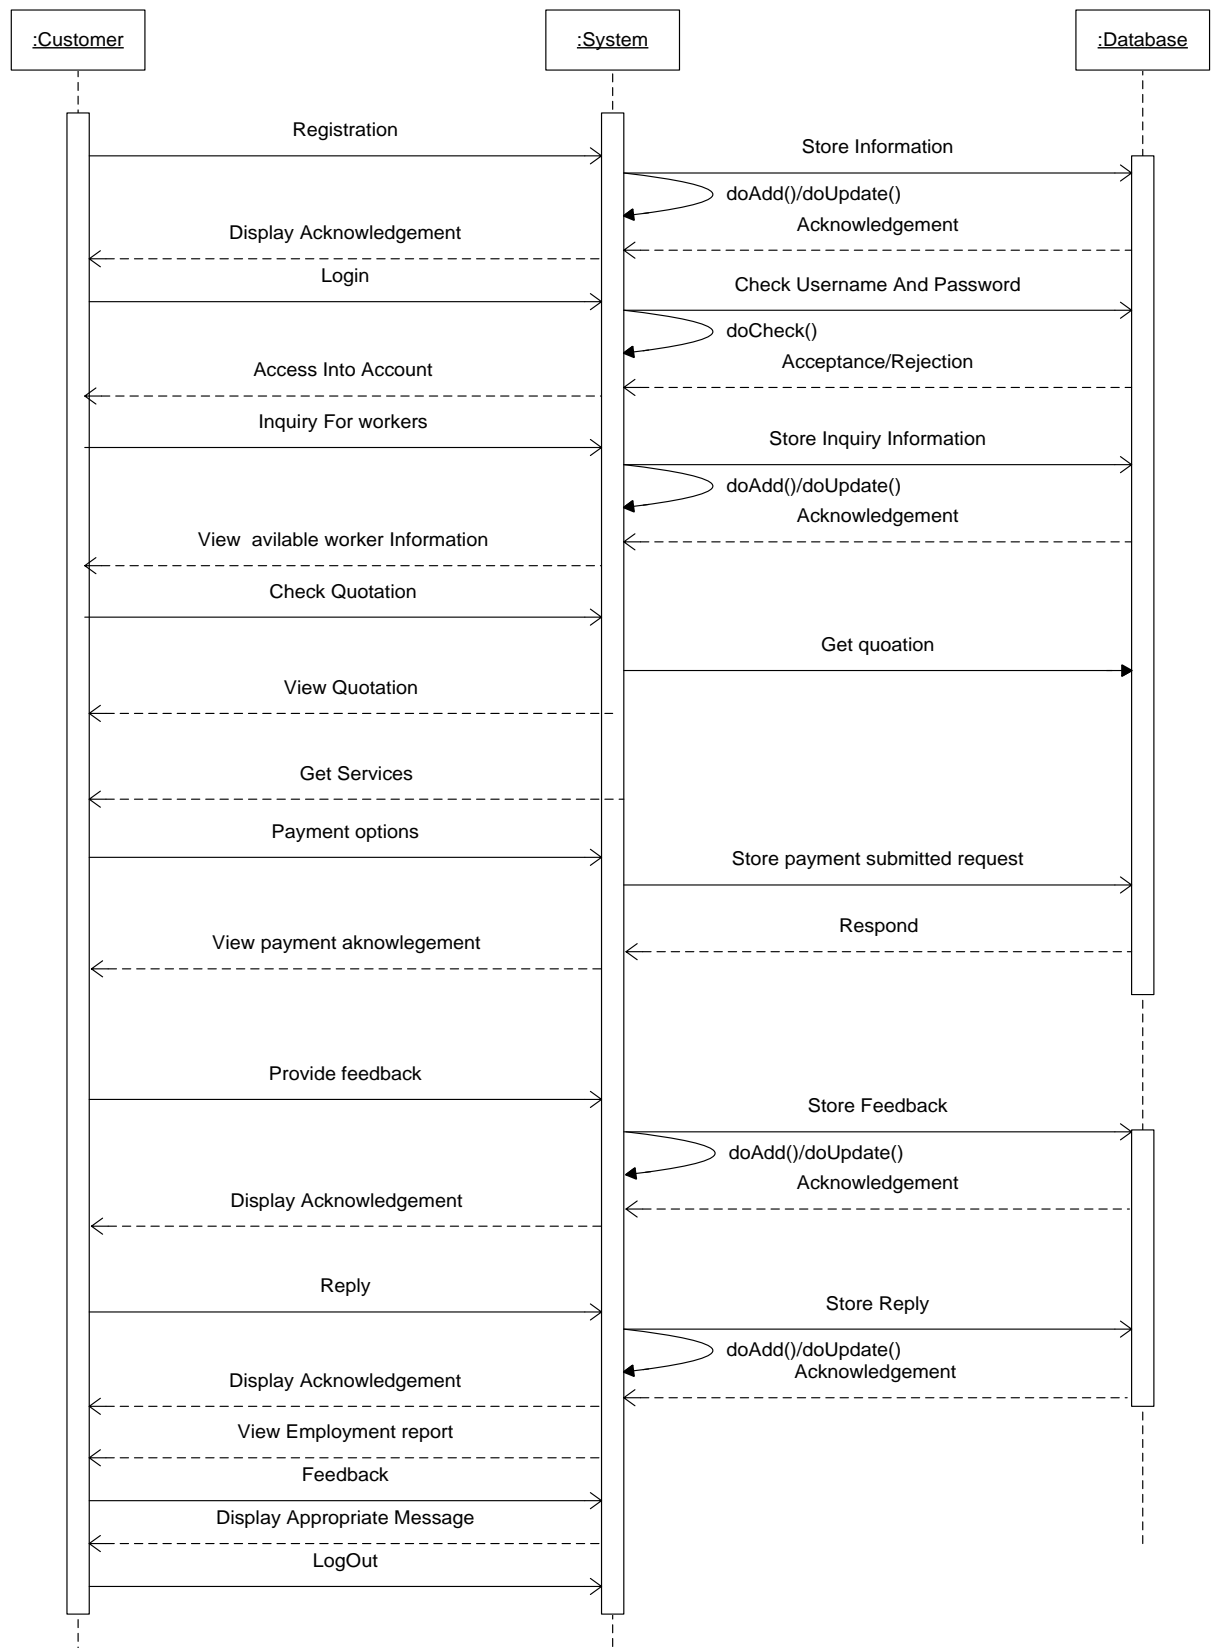 :Customer
:System
:Database
Registration
Store Information
doAdd()/doUpdate()
Acknowledgement
Display Acknowledgement
Login
Check Username And Password
doCheck()
Acceptance/Rejection
Access Into Account
Inquiry For workers
Store Inquiry Information
doAdd()/doUpdate()
Acknowledgement
View  avilable worker Information
Check Quotation
Get quoation
View Quotation
Get Services
Payment options
Store payment submitted request
Respond
View payment aknowlegement
Provide feedback
Store Feedback
doAdd()/doUpdate()
Acknowledgement
Display Acknowledgement
Reply
Store Reply
doAdd()/doUpdate()
Acknowledgement
Display Acknowledgement
View Employment report
Feedback
Display Appropriate Message
LogOut